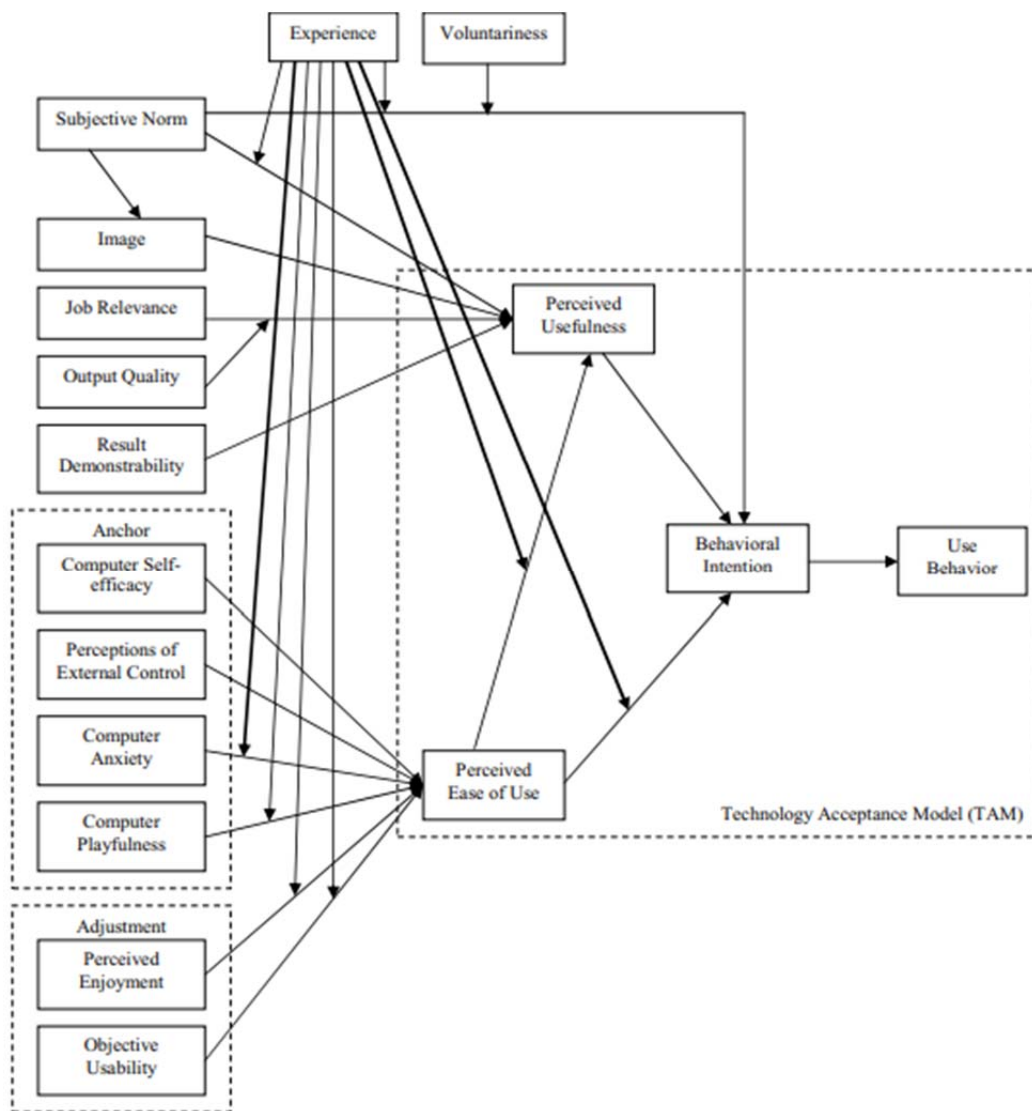 Experience
Voluntariness
Subjective Norm
Image
Job Relevance
Output Quality
Result
Demonstrability
Anchor
Computer Self-
efficacy
Perceptions of
External Control
Computer
Anxiety
Computer
Playfulness
Adjustment
Perceived
Enjoyment
Objective
Usability
Perceived
Usefulness
Perceived
Ease of Use
Behavioral
Intention
Use
Behavior
Technology Acceptance Model (TAM)